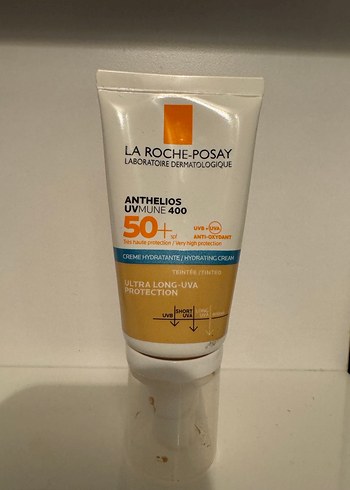 LA ROCHE-POSAY
LABORATOIRE DERMATOLOGIQUE
ANTHELIOS
UVMUNE 400
50+ SPF
UVB + UVA
ANTI-OXYDANT
Très haute protection / Very high protection
CRÈME HYDRATANTE / HYDRATING CREAM
TEINTÉE / TINTED
ULTRA LONG-UVA
PROTECTION
UVB
SHORT
UVA